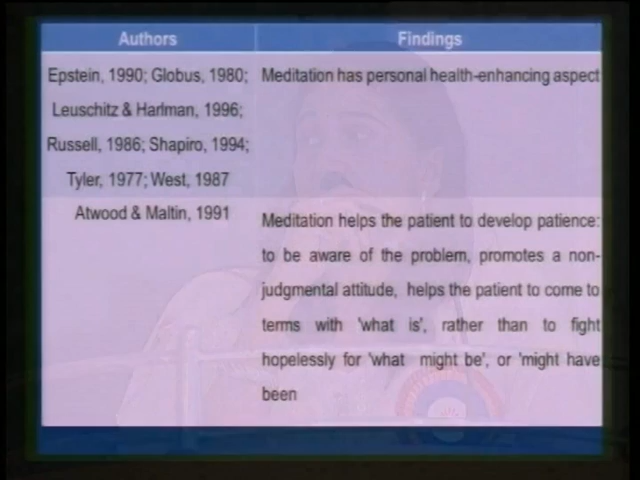 Authors Findings
Epstein, 1990; Globus, 1980; Meditation has personal health-enhancing aspect
Leuschitz & Harlman, 1996;
Russell, 1986; Shapiro, 1994;
Tyler, 1977; West, 1987
Atwood & Maltin, 1991
Meditation helps the patient to develop patience:
to be aware of the problem, promotes a non-
judgmental attitude, helps the patient to come to
terms with 'what is', rather than to fight
hopelessly for 'what might be', or 'might have
been